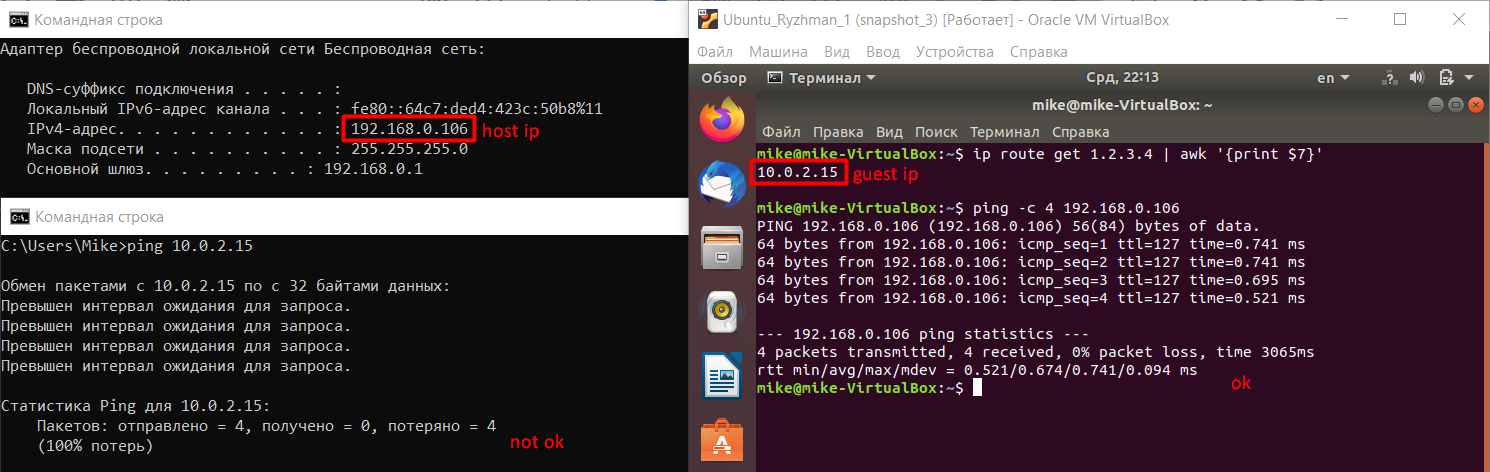 Командная строка
Адаптер беспроводной локальной сети Беспроводная сеть:
DNS-суффикс подключения . . . . . :
Локальный IPv6-адрес канала . . . : fe80::64c7:ded4:423c:50b8%11
IPv4-адрес. . . . . . . . . . . . : 192.168.0.106 host ip
Маска подсети . . . . . . . . . . : 255.255.255.0
Основной шлюз. . . . . . . . . : 192.168.0.1
Командная строка
C:\Users\Mike>ping 10.0.2.15
Обмен пакетами с 10.0.2.15 по с 32 байтами данных:
Превышен интервал ожидания для запроса.
Превышен интервал ожидания для запроса.
Превышен интервал ожидания для запроса.
Превышен интервал ожидания для запроса.
Статистика Ping для 10.0.2.15:
Пакетов: отправлено = 4, получено = 0, потеряно = 4
(100% потерь)
not ok
Ubuntu_Ryzhman_1 (snapshot_3) [Работает] - Oracle VM VirtualBox
Файл Машина Вид Ввод Устройства Справка
Обзор Терминал Срд, 22:13 en
mike@mike-VirtualBox: ~
Файл Правка Вид Поиск Терминал Справка
mike@mike-VirtualBox:~$ ip route get 1.2.3.4 | awk '{print $7}'
10.0.2.15 guest ip
mike@mike-VirtualBox:~$ ping -c 4 192.168.0.106
PING 192.168.0.106 (192.168.0.106) 56(84) bytes of data.
64 bytes from 192.168.0.106: icmp_seq=1 ttl=127 time=0.741 ms
64 bytes from 192.168.0.106: icmp_seq=2 ttl=127 time=0.741 ms
64 bytes from 192.168.0.106: icmp_seq=3 ttl=127 time=0.695 ms
64 bytes from 192.168.0.106: icmp_seq=4 ttl=127 time=0.521 ms
--- 192.168.0.106 ping statistics ---
4 packets transmitted, 4 received, 0% packet loss, time 3065ms
rtt min/avg/max/mdev = 0.521/0.674/0.741/0.094 ms
mike@mike-VirtualBox:~$
ok